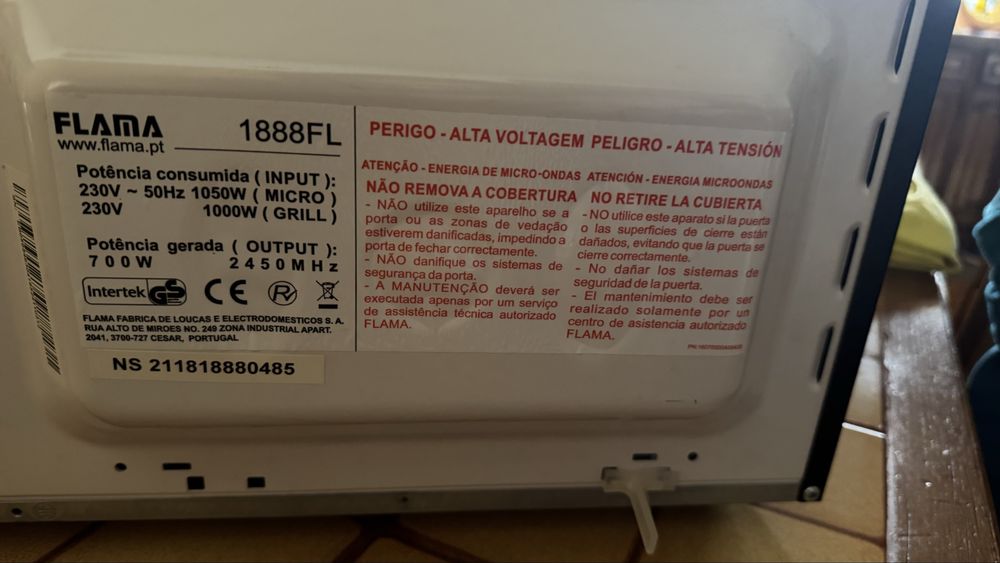 FLAMA
www.flama.pt
1888FL
Potência consumida ( INPUT ):
230V ~ 50Hz 1050W ( MICRO )
230V 1000W ( GRILL )
Potência gerada ( OUTPUT ):
700W 2450MHz
Intertek GS CE
FLAMA FABRICA DE LOUCAS E ELECTRODOMESTICOS S. A.
RUA ALTO DE MIROES NO. 249 ZONA INDUSTRIAL APART.
2041, 3700-727 CESAR, PORTUGAL
NS 211818880485
PERIGO - ALTA VOLTAGEM
ATENÇÃO - ENERGIA DE MICRO-ONDAS
NÃO REMOVA A COBERTURA
- NÃO utilize este aparelho se a
porta ou as zonas de vedação
estiverem danificadas, impedindo a
porta de fechar correctamente.
- NÃO danifique os sistemas de
segurança da porta.
- A MANUTENÇÃO deverá ser
executada apenas por um serviço
de assistência técnica autorizado
FLAMA.
PELIGRO - ALTA TENSIÓN
ATENCIÓN - ENERGIA MICROONDAS
NO RETIRE LA CUBIERTA
- NO utilice este aparato si la puerta
o las superficies de cierre están
dañados, evitando que la puerta se
cierre correctamente.
- No dañar los sistemas de
seguridad de la puerta.
- El mantenimiento debe ser
realizado solamente por un
centro de asistencia autorizado
FLAMA.